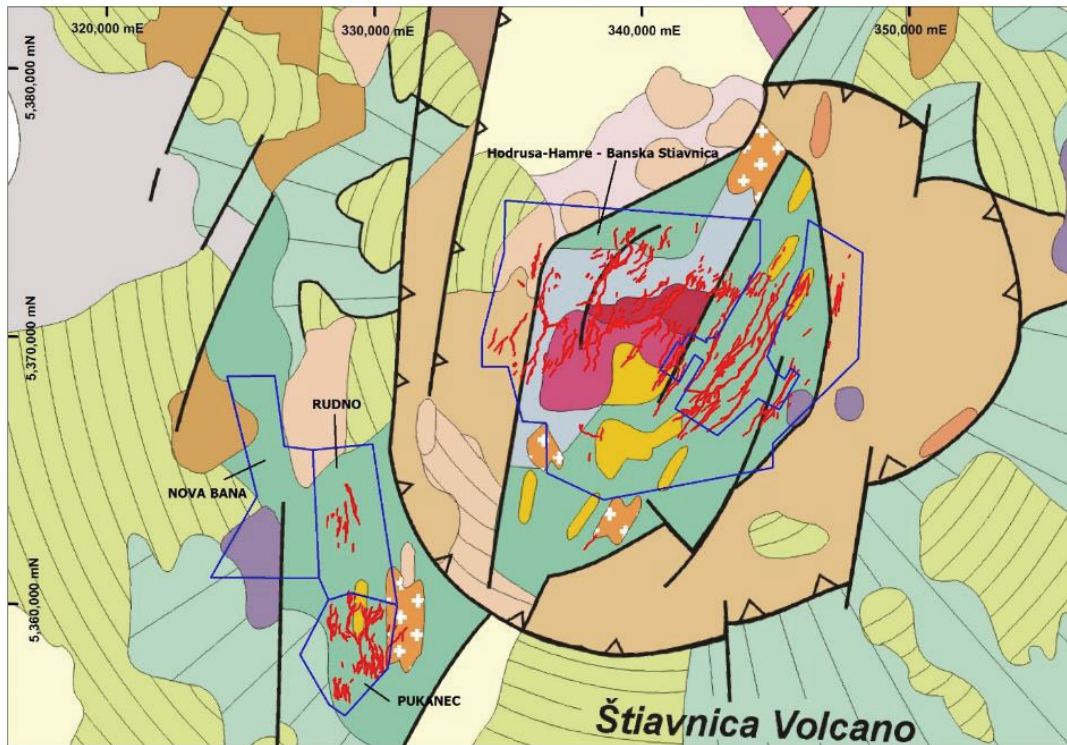 320,000 mE
330,000 mE
340,000 mE
350,000 mE
5,380,000 mN
Hodrusa-Hamre - Banska Stiavnica
5,370,000 mN
RUDNO
NOVA BANA
5,360,000 mN
PUKANEC
Štiavnica Volcano